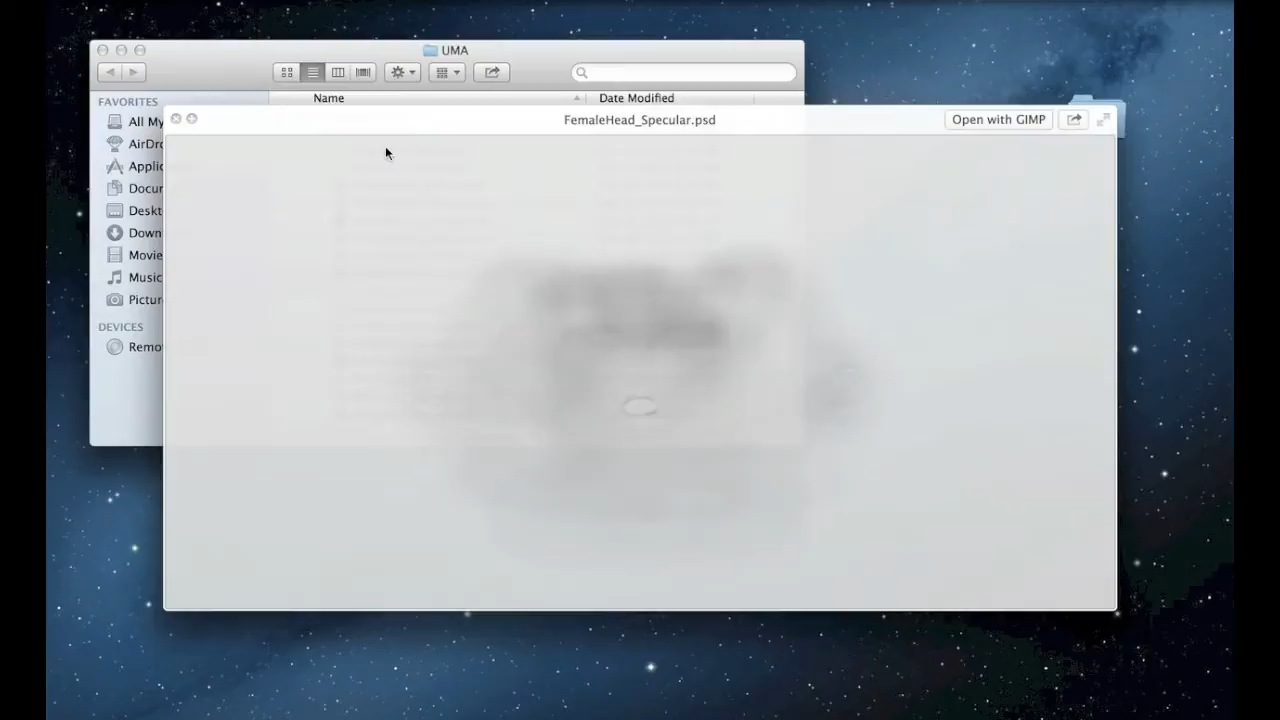 UMA
FAVORITES
Name
Date Modified
All My
FemaleHead_Specular.psd
Open with GIMP
AirDro
Applic
Docur
Deskt
Down
Movie
Music
Pictur
DEVICES
Remo